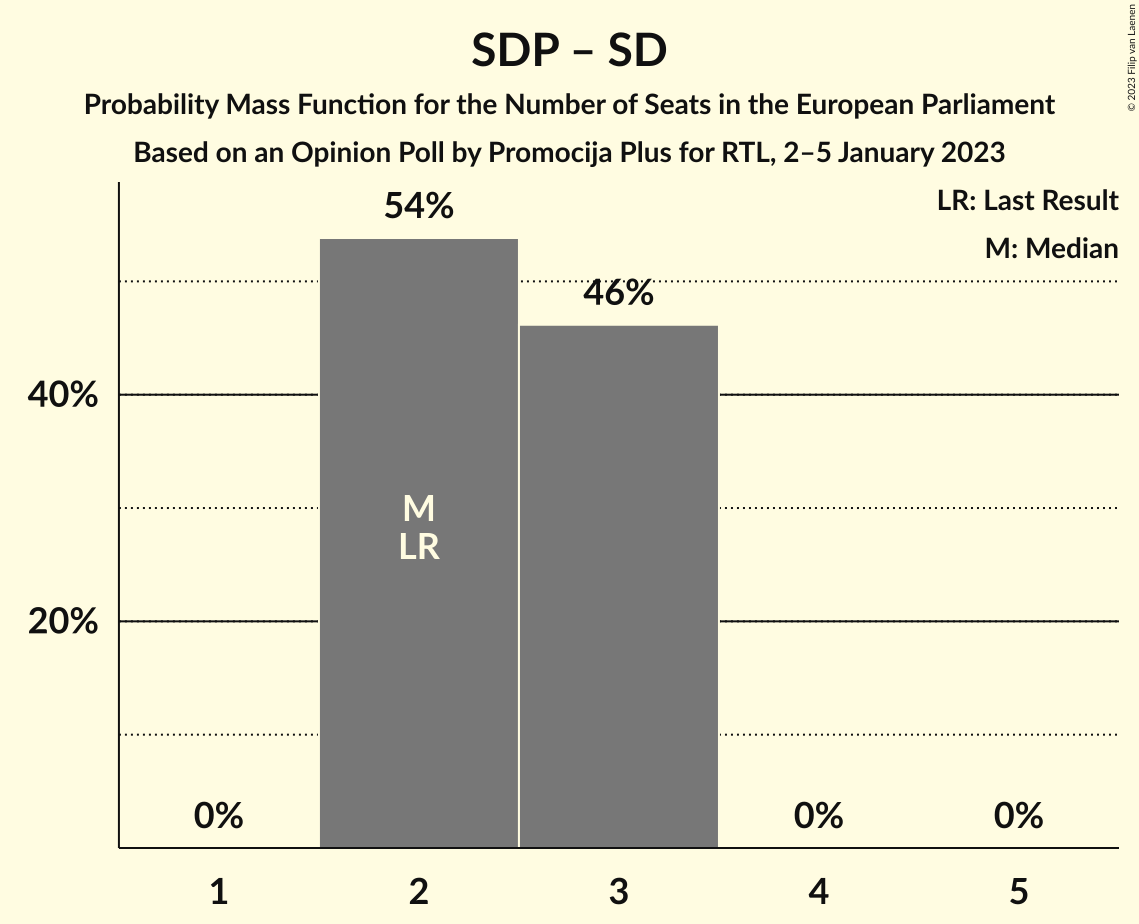 SDP – SD
Probability Mass Function for the Number of Seats in the European Parliament
Based on an Opinion Poll by Promocija Plus for RTL, 2–5 January 2023
© 2023 Filip van Laenen
LR: Last Result
M: Median
54%
46%
40%
20%
M
LR
0%
0%
0%
1
2
3
4
5